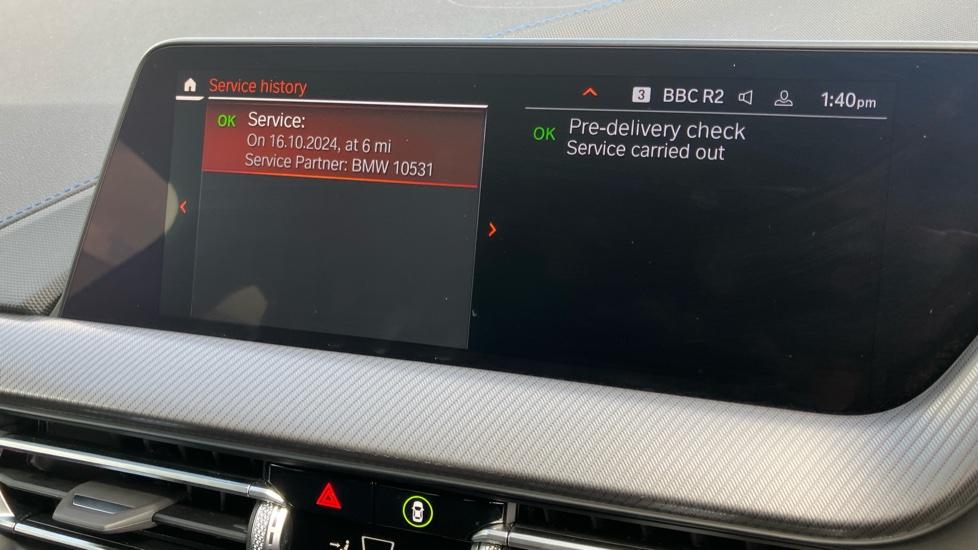 Service history
3 BBC R2 1:40pm
OK Service:
On 16.10.2024, at 6 mi
Service Partner: BMW 10531
OK Pre-delivery check
Service carried out